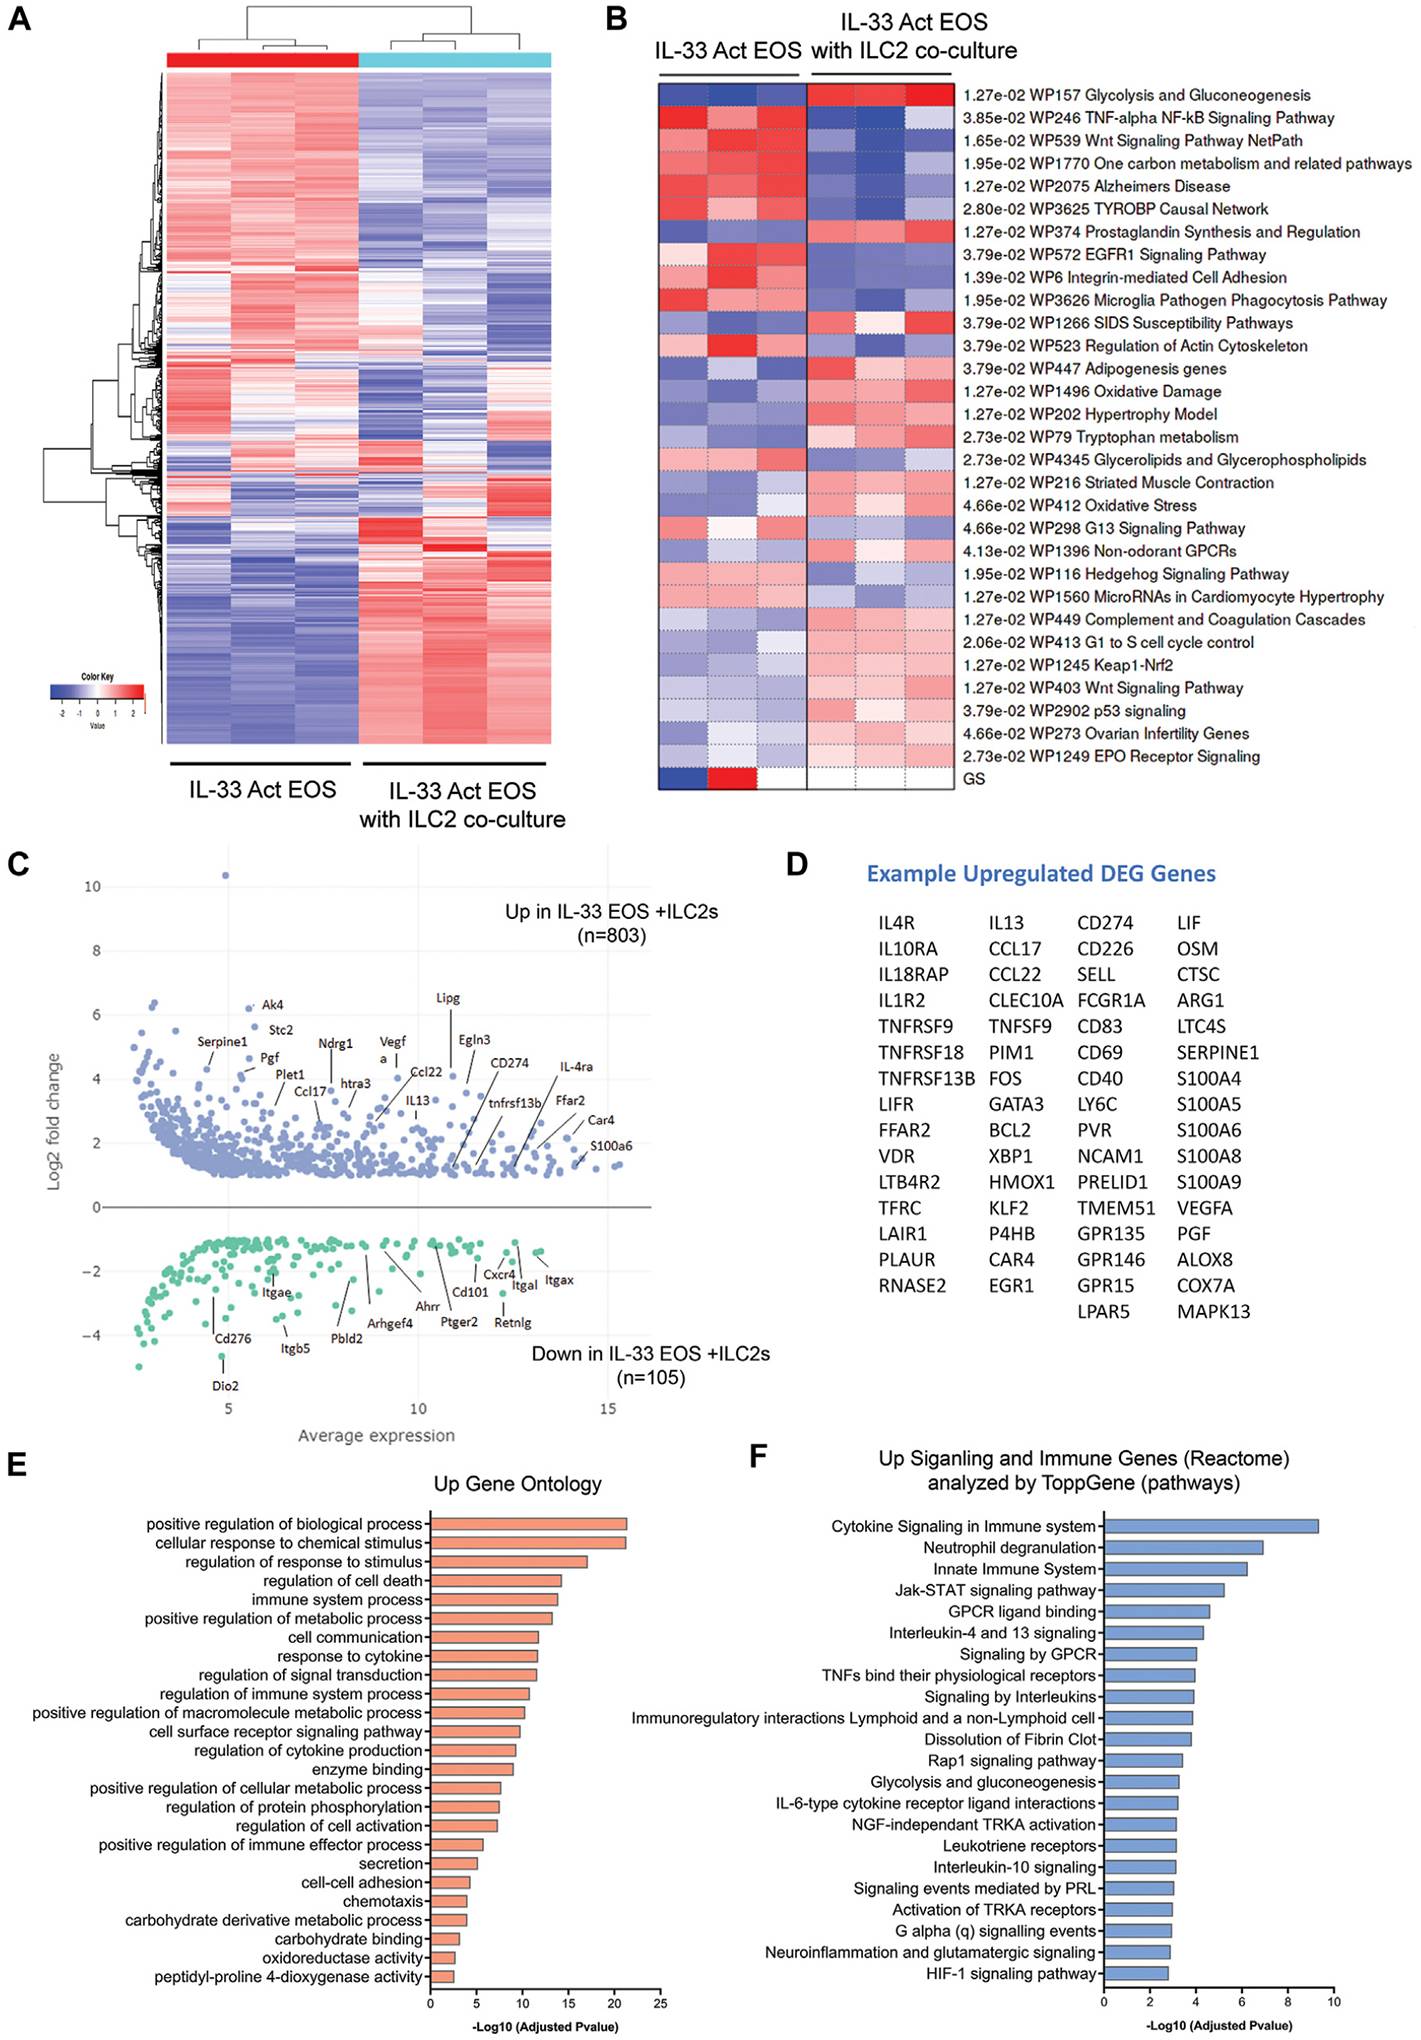 A
Color Key
-2 -1 0 1 2
Value
IL-33 Act EOS
IL-33 Act EOS
with ILC2 co-culture
B
IL-33 Act EOS
IL-33 Act EOS
with ILC2 co-culture
1.27e-02 WP157 Glycolysis and Gluconeogenesis
3.85e-02 WP246 TNF-alpha NF-kB Signaling Pathway
1.65e-02 WP539 Wnt Signaling Pathway NetPath
1.95e-02 WP1770 One carbon metabolism and related pathways
1.27e-02 WP2075 Alzheimers Disease
2.80e-02 WP3625 TYROBP Causal Network
1.27e-02 WP374 Prostaglandin Synthesis and Regulation
3.79e-02 WP572 EGFR1 Signaling Pathway
1.39e-02 WP6 Integrin-mediated Cell Adhesion
1.95e-02 WP3626 Microglia Pathogen Phagocytosis Pathway
3.79e-02 WP1266 SIDS Susceptibility Pathways
3.79e-02 WP523 Regulation of Actin Cytoskeleton
3.79e-02 WP447 Adipogenesis genes
1.27e-02 WP1496 Oxidative Damage
1.27e-02 WP202 Hypertrophy Model
2.73e-02 WP79 Tryptophan metabolism
2.73e-02 WP4345 Glycerolipids and Glycerophospholipids
1.27e-02 WP216 Striated Muscle Contraction
4.66e-02 WP412 Oxidative Stress
4.66e-02 WP298 G13 Signaling Pathway
4.13e-02 WP1396 Non-odorant GPCRs
1.95e-02 WP116 Hedgehog Signaling Pathway
1.27e-02 WP1560 MicroRNAs in Cardiomyocyte Hypertrophy
1.27e-02 WP449 Complement and Coagulation Cascades
2.06e-02 WP413 G1 to S cell cycle control
1.27e-02 WP1245 Keap1-Nrf2
1.27e-02 WP403 Wnt Signaling Pathway
3.79e-02 WP2902 p53 signaling
4.66e-02 WP273 Ovarian Infertility Genes
2.73e-02 WP1249 EPO Receptor Signaling
GS
C
Up in IL-33 EOS +ILC2s
(n=803)
10
8
6
4
2
0
−2
−4
Log2 fold change
Ak4
Stc2
Serpine1
Pgf
Plet1
Ndrg1
Ccl17
htra3
Vegf
a
Ccl22
IL13
Lipg
Egln3
CD274
tnfrsf13b
IL-4ra
Ffar2
Car4
S100a6
Itgae
Cd276
Dio2
Itgb5
Pbld2
Arhgef4
Ahrr
Ptger2
Cd101
Cxcr4
Retnlg
Itgal
Itgax
Down in IL-33 EOS +ILC2s
(n=105)
5 10 15
Average expression
D
Example Upregulated DEG Genes
IL4R IL13 CD274 LIF
IL10RA CCL17 CD226 OSM
IL18RAP CCL22 SELL CTSC
IL1R2 CLEC10A FCGR1A ARG1
TNFRSF9 TNFSF9 CD83 LTC4S
TNFRSF18 PIM1 CD69 SERPINE1
TNFRSF13B FOS CD40 S100A4
LIFR GATA3 LY6C S100A5
FFAR2 BCL2 PVR S100A6
VDR XBP1 NCAM1 S100A8
LTB4R2 HMOX1 PRELID1 S100A9
TFRC KLF2 TMEM51 VEGFA
LAIR1 P4HB GPR135 PGF
PLAUR CAR4 GPR146 ALOX8
RNASE2 EGR1 GPR15 COX7A
LPAR5 MAPK13
E
Up Gene Ontology
positive regulation of biological process
cellular response to chemical stimulus
regulation of response to stimulus
regulation of cell death
immune system process
positive regulation of metabolic process
cell communication
response to cytokine
regulation of signal transduction
regulation of immune system process
positive regulation of macromolecule metabolic process
cell surface receptor signaling pathway
regulation of cytokine production
enzyme binding
positive regulation of cellular metabolic process
regulation of protein phosphorylation
regulation of cell activation
positive regulation of immune effector process
secretion
cell-cell adhesion
chemotaxis
carbohydrate derivative metabolic process
carbohydrate binding
oxidoreductase activity
peptidyl-proline 4-dioxygenase activity
0 5 10 15 20 25
-Log10 (Adjusted Pvalue)
F
Up Siganling and Immune Genes (Reactome)
analyzed by ToppGene (pathways)
Cytokine Signaling in Immune system
Neutrophil degranulation
Innate Immune System
Jak-STAT signaling pathway
GPCR ligand binding
Interleukin-4 and 13 signaling
Signaling by GPCR
TNFs bind their physiological receptors
Signaling by Interleukins
Immunoregulatory interactions Lymphoid and a non-Lymphoid cell
Dissolution of Fibrin Clot
Rap1 signaling pathway
Glycolysis and gluconeogenesis
IL-6-type cytokine receptor ligand interactions
NGF-independant TRKA activation
Leukotriene receptors
Interleukin-10 signaling
Signaling events mediated by PRL
Activation of TRKA receptors
G alpha (q) signalling events
Neuroinflammation and glutamatergic signaling
HIF-1 signaling pathway
0 2 4 6 8 10
-Log10 (Adjusted Pvalue)